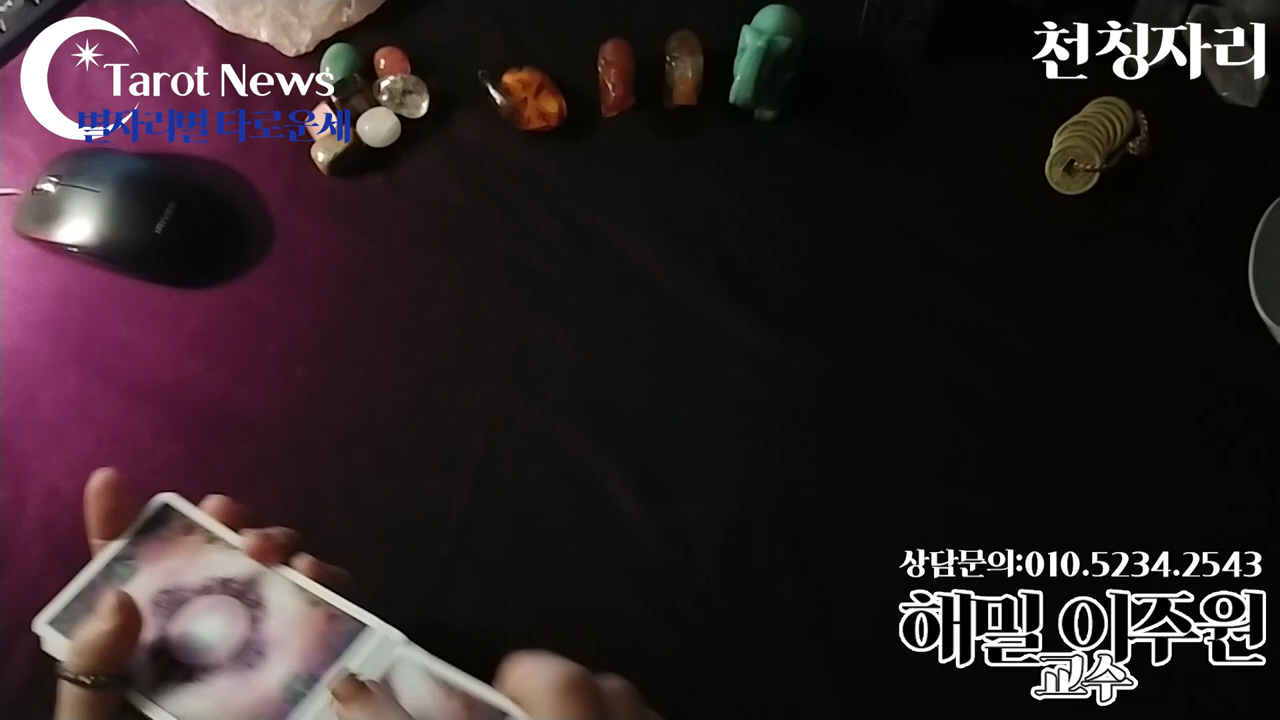 Tarot News
별자리별 타로운세
천칭자리
상담문의:010.5234.2543
해밀 이주원
교수